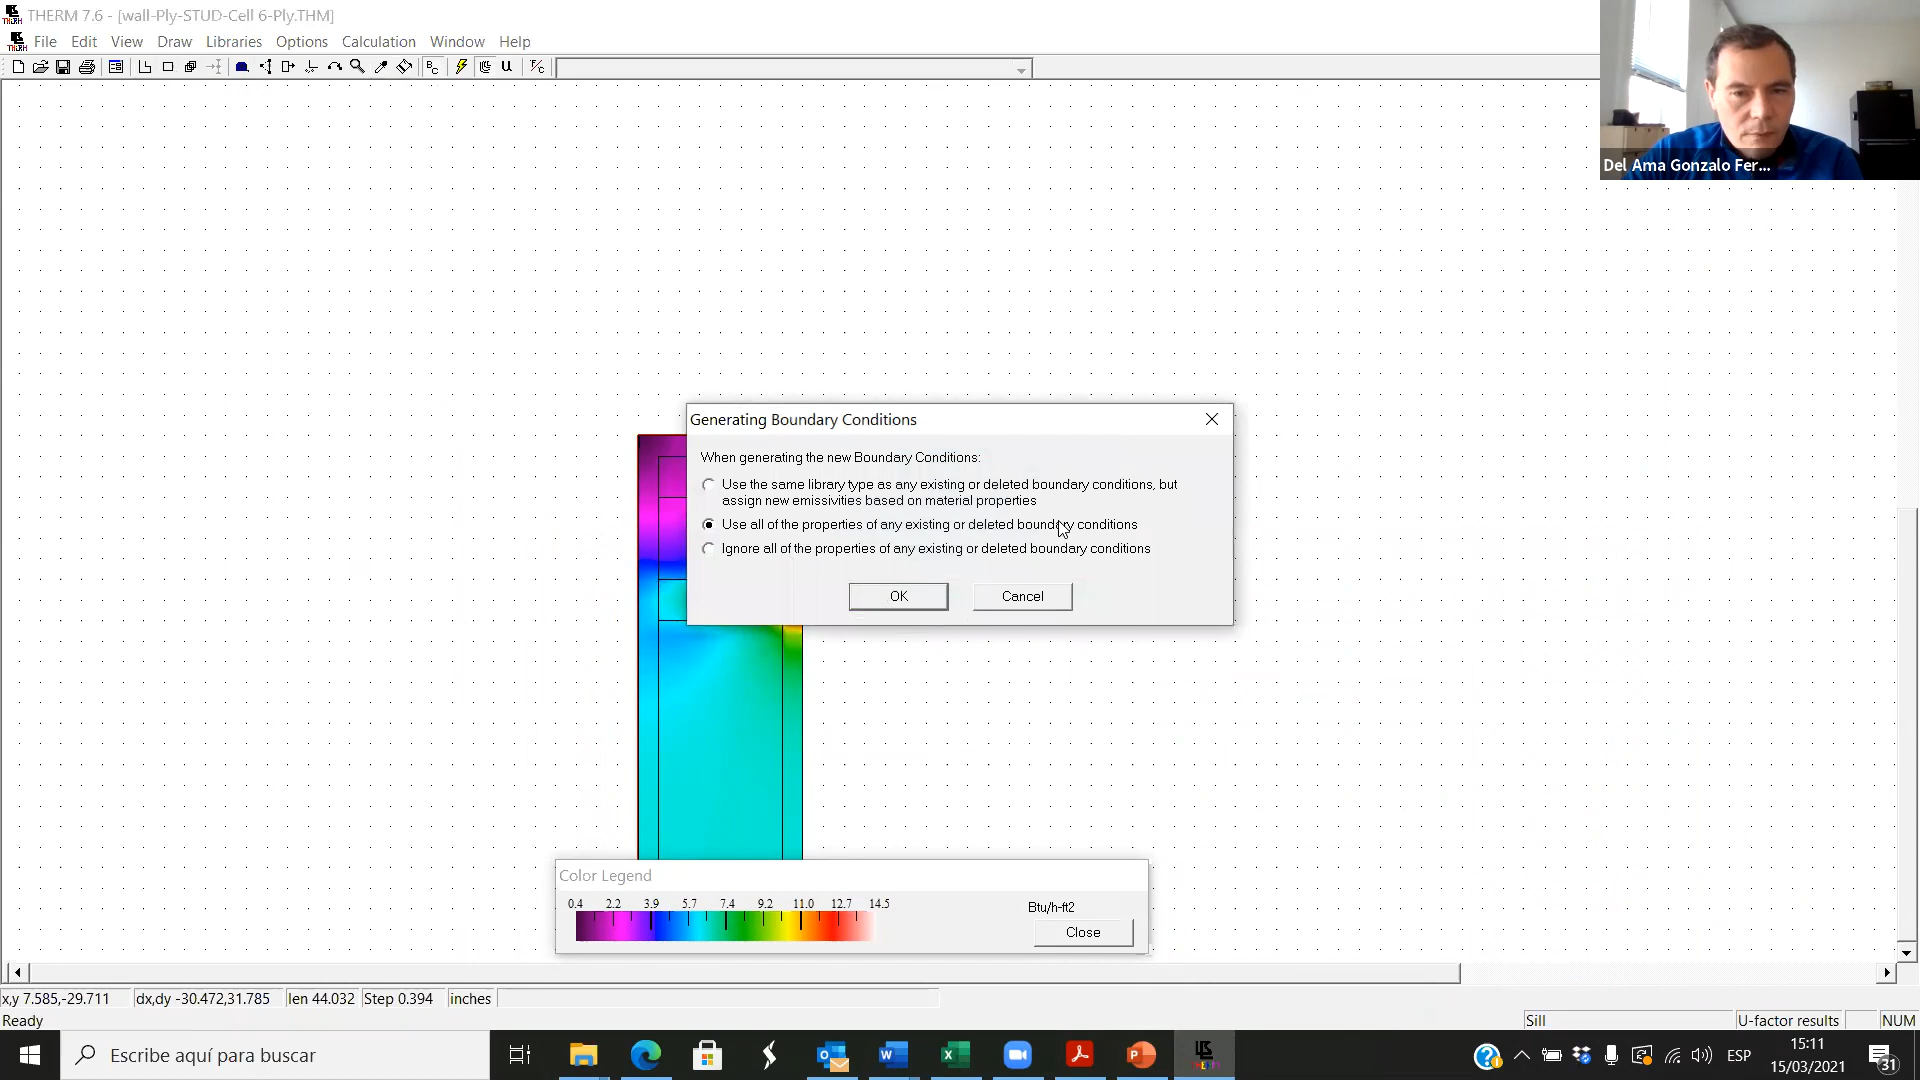 THERM 7.6 - [wall-Ply-STUD-Cell 6-Ply.THM]
File Edit View Draw Libraries Options Calculation Window Help
Del Ama Gonzalo Fer...
Generating Boundary Conditions
When generating the new Boundary Conditions:
Use the same library type as any existing or deleted boundary conditions, but
assign new emissivities based on material properties
Use all of the properties of any existing or deleted boundary conditions
Ignore all of the properties of any existing or deleted boundary conditions
OK Cancel
Color Legend
0.4 2.2 3.9 5.7 7.4 9.2 11.0 12.7 14.5
Btu/h-ft2
Close
x,y 7.585,-29.711 dx,dy -30.472,31.785 len 44.032 Step 0.394 inches
Ready Sill U-factor results NUM
Escribe aquí para buscar
ESP
15:11
15/03/2021
31